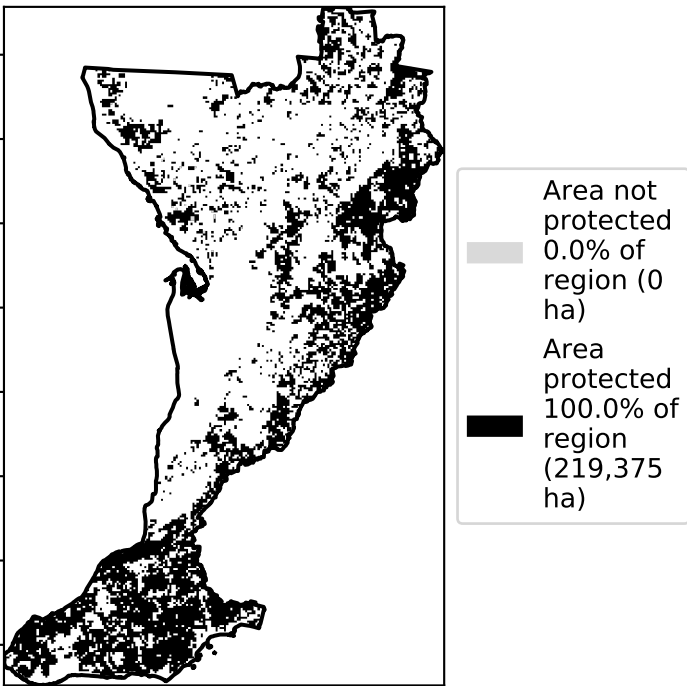 Area not
protected
0.0% of
region (0
ha)
Area
protected
100.0% of
region
(219,375
ha)